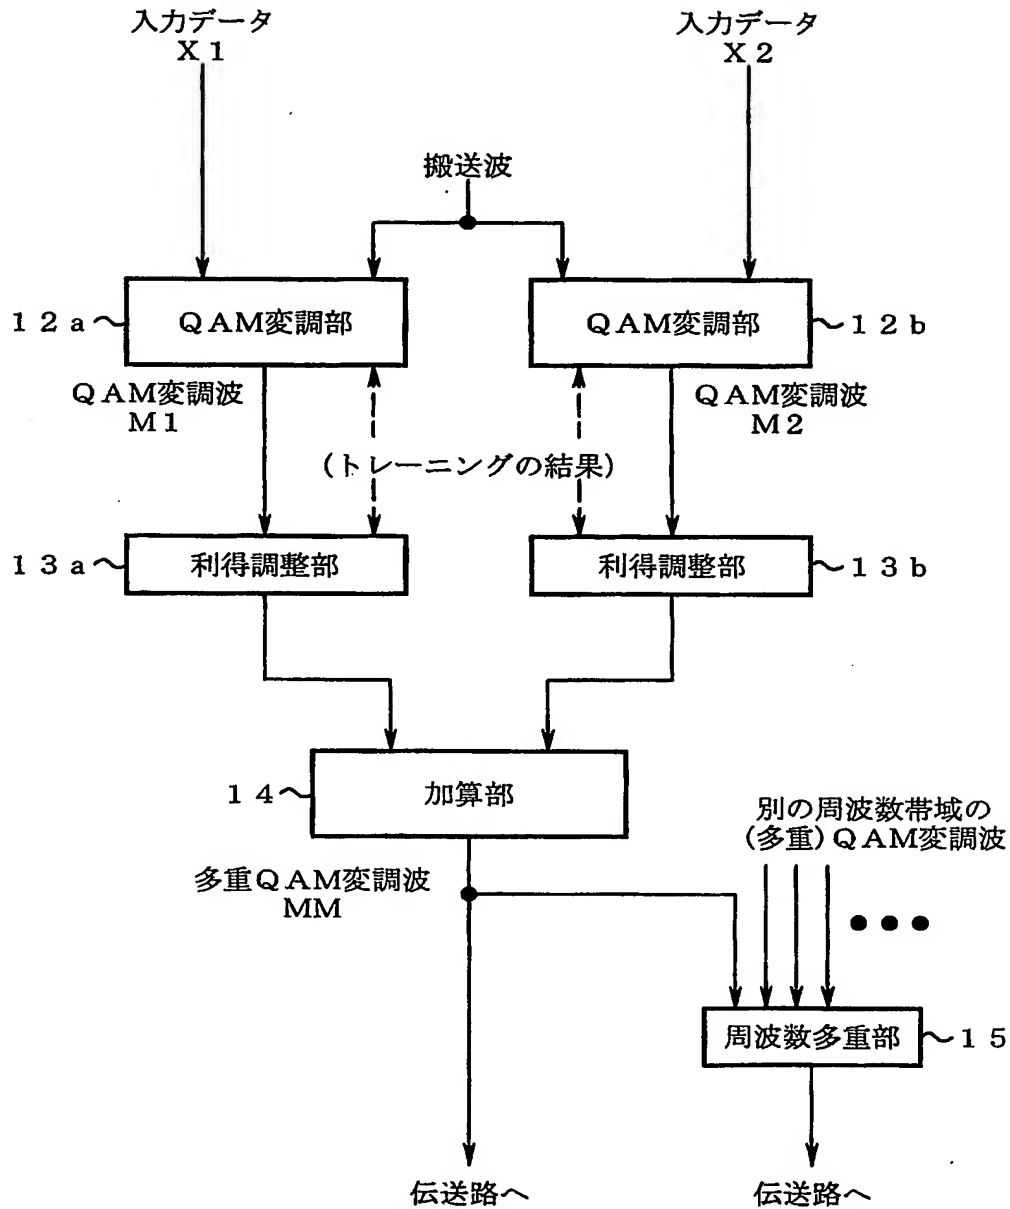 入力データ
X1
入力データ
X2
搬送波
12a
QAM変調部
QAM変調部
12b
QAM変調波
M1
QAM変調波
M2
(トレーニングの結果)
13a
利得調整部
利得調整部
13b
14
加算部
別の周波数帯域の
(多重)QAM変調波
多重QAM変調波
MM
周波数多重部
15
伝送路へ
伝送路へ